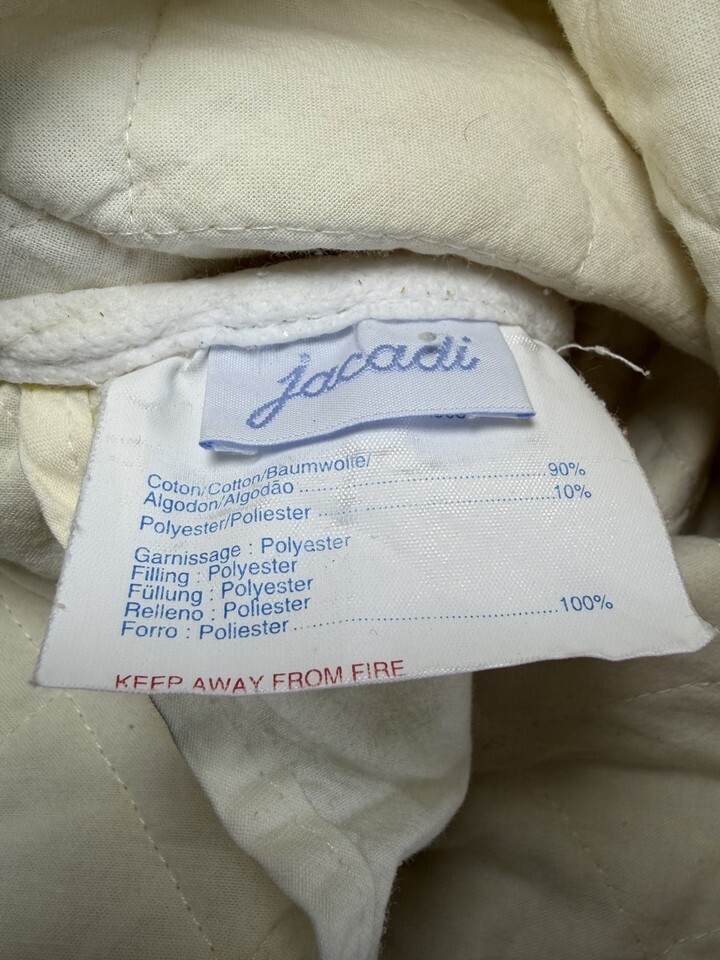 jacadi
Coton/Cotton/Baumwolle/
Algodon/Algodão ........................................ 90%
Polyester/Poliester ........................................ 10%
Garnissage : Polyester
Filling : Polyester
Füllung : Polyester
Relleno : Poliester
Forro : Poliester ........................................ 100%
KEEP AWAY FROM FIRE